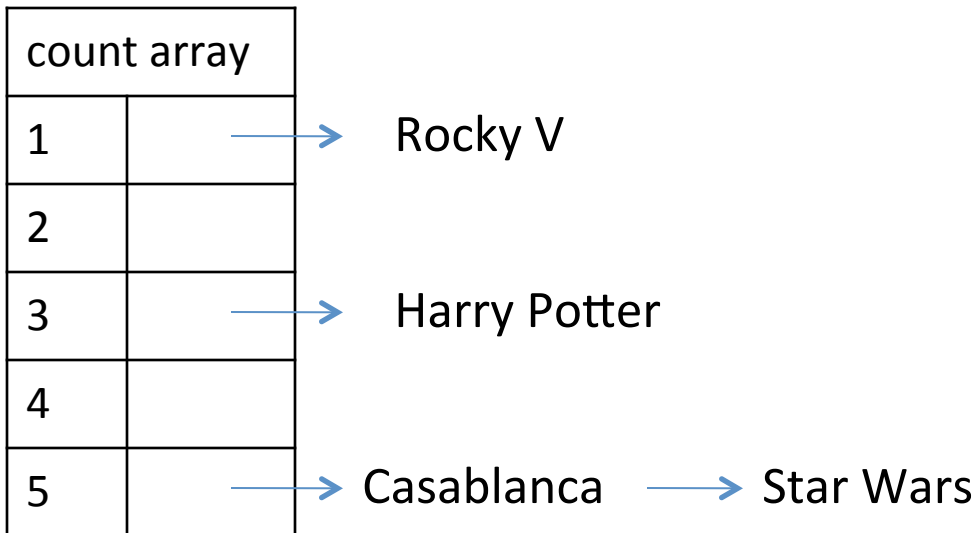 count array
1 Rocky V
2
3 Harry Potter
4
5 Casablanca Star Wars